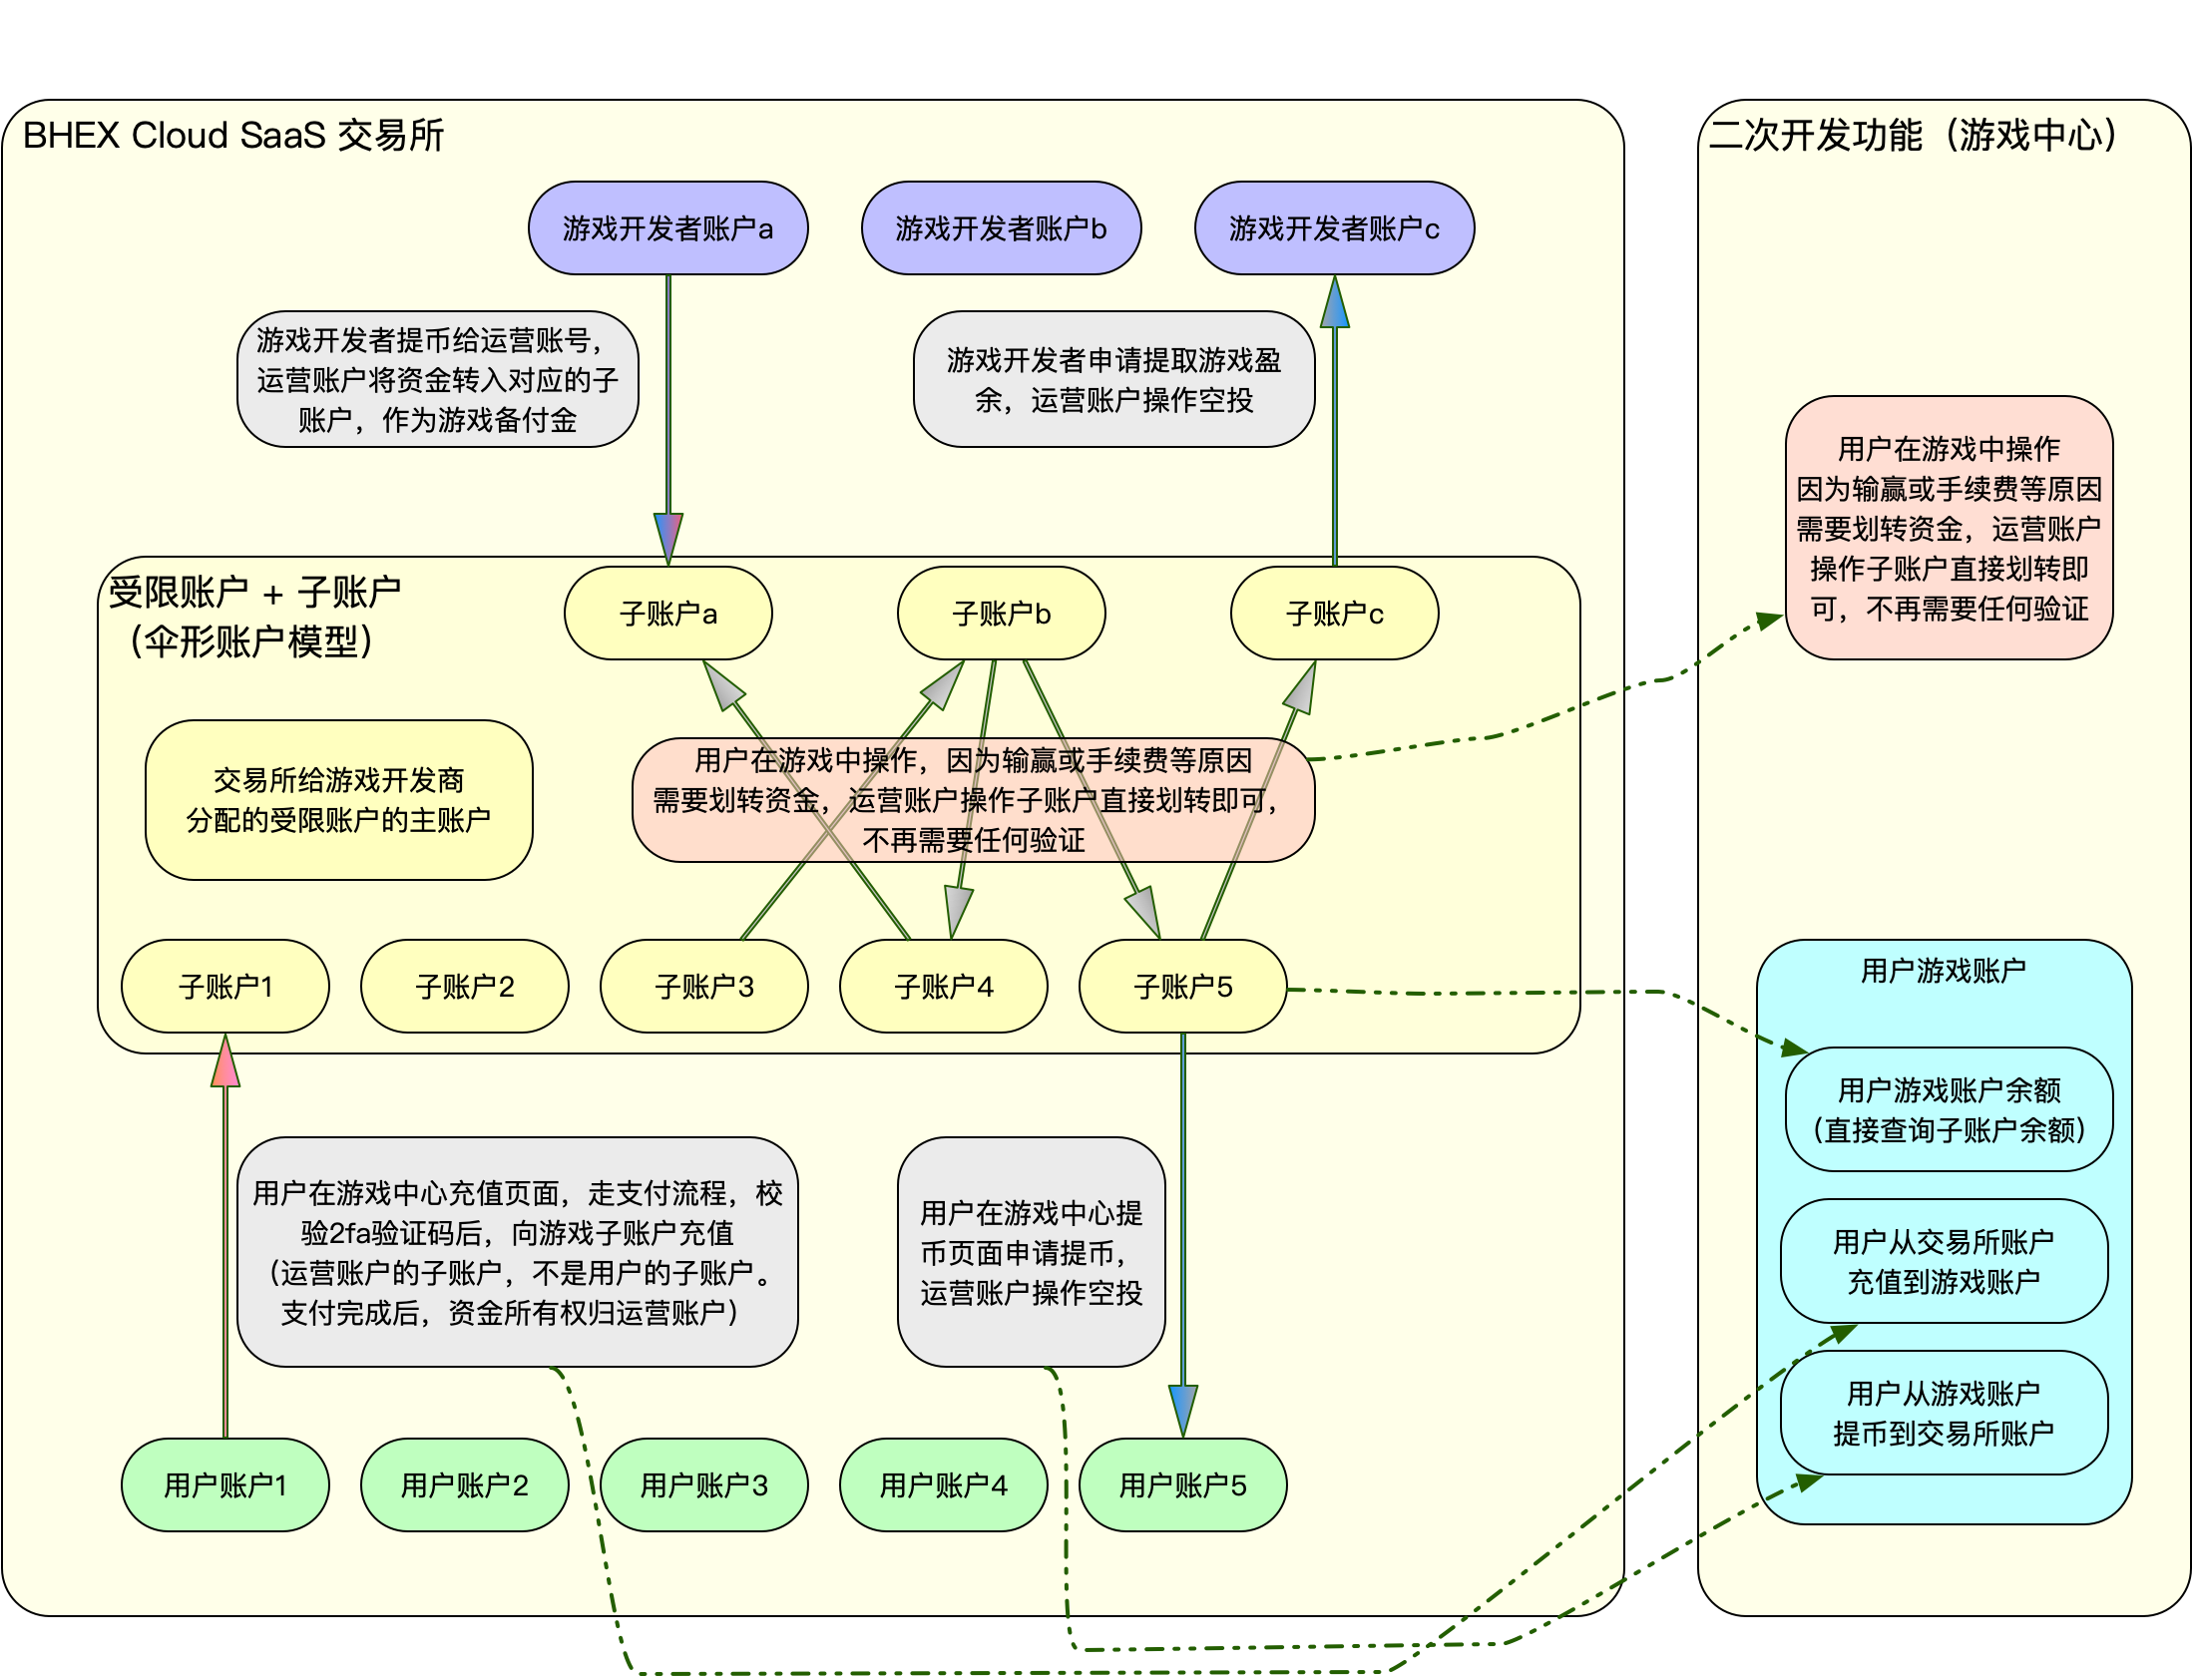 BHEX Cloud SaaS 交易所
游戏开发者账户a
游戏开发者账户b
游戏开发者账户c
游戏开发者提币给运营账号，
运营账户将资金转入对应的子
账户，作为游戏备付金
游戏开发者申请提取游戏盈
余，运营账户操作空投
受限账户 + 子账户
（伞形账户模型）
子账户a
子账户b
子账户c
交易所给游戏开发商
分配的受限账户的主账户
用户在游戏中操作，因为输赢或手续费等原因
需要划转资金，运营账户操作子账户直接划转即可，
不再需要任何验证
子账户1
子账户2
子账户3
子账户4
子账户5
用户在游戏中心充值页面，走支付流程，校
验2fa验证码后，向游戏子账户充值
（运营账户的子账户，不是用户的子账户。
支付完成后，资金所有权归运营账户）
用户在游戏中心提
币页面申请提币，
运营账户操作空投
用户账户1
用户账户2
用户账户3
用户账户4
用户账户5
二次开发功能（游戏中心）
用户在游戏中操作
因为输赢或手续费等原因
需要划转资金，运营账户
操作子账户直接划转即
可，不再需要任何验证
用户游戏账户
用户游戏账户余额
（直接查询子账户余额）
用户从交易所账户
充值到游戏账户
用户从游戏账户
提币到交易所账户